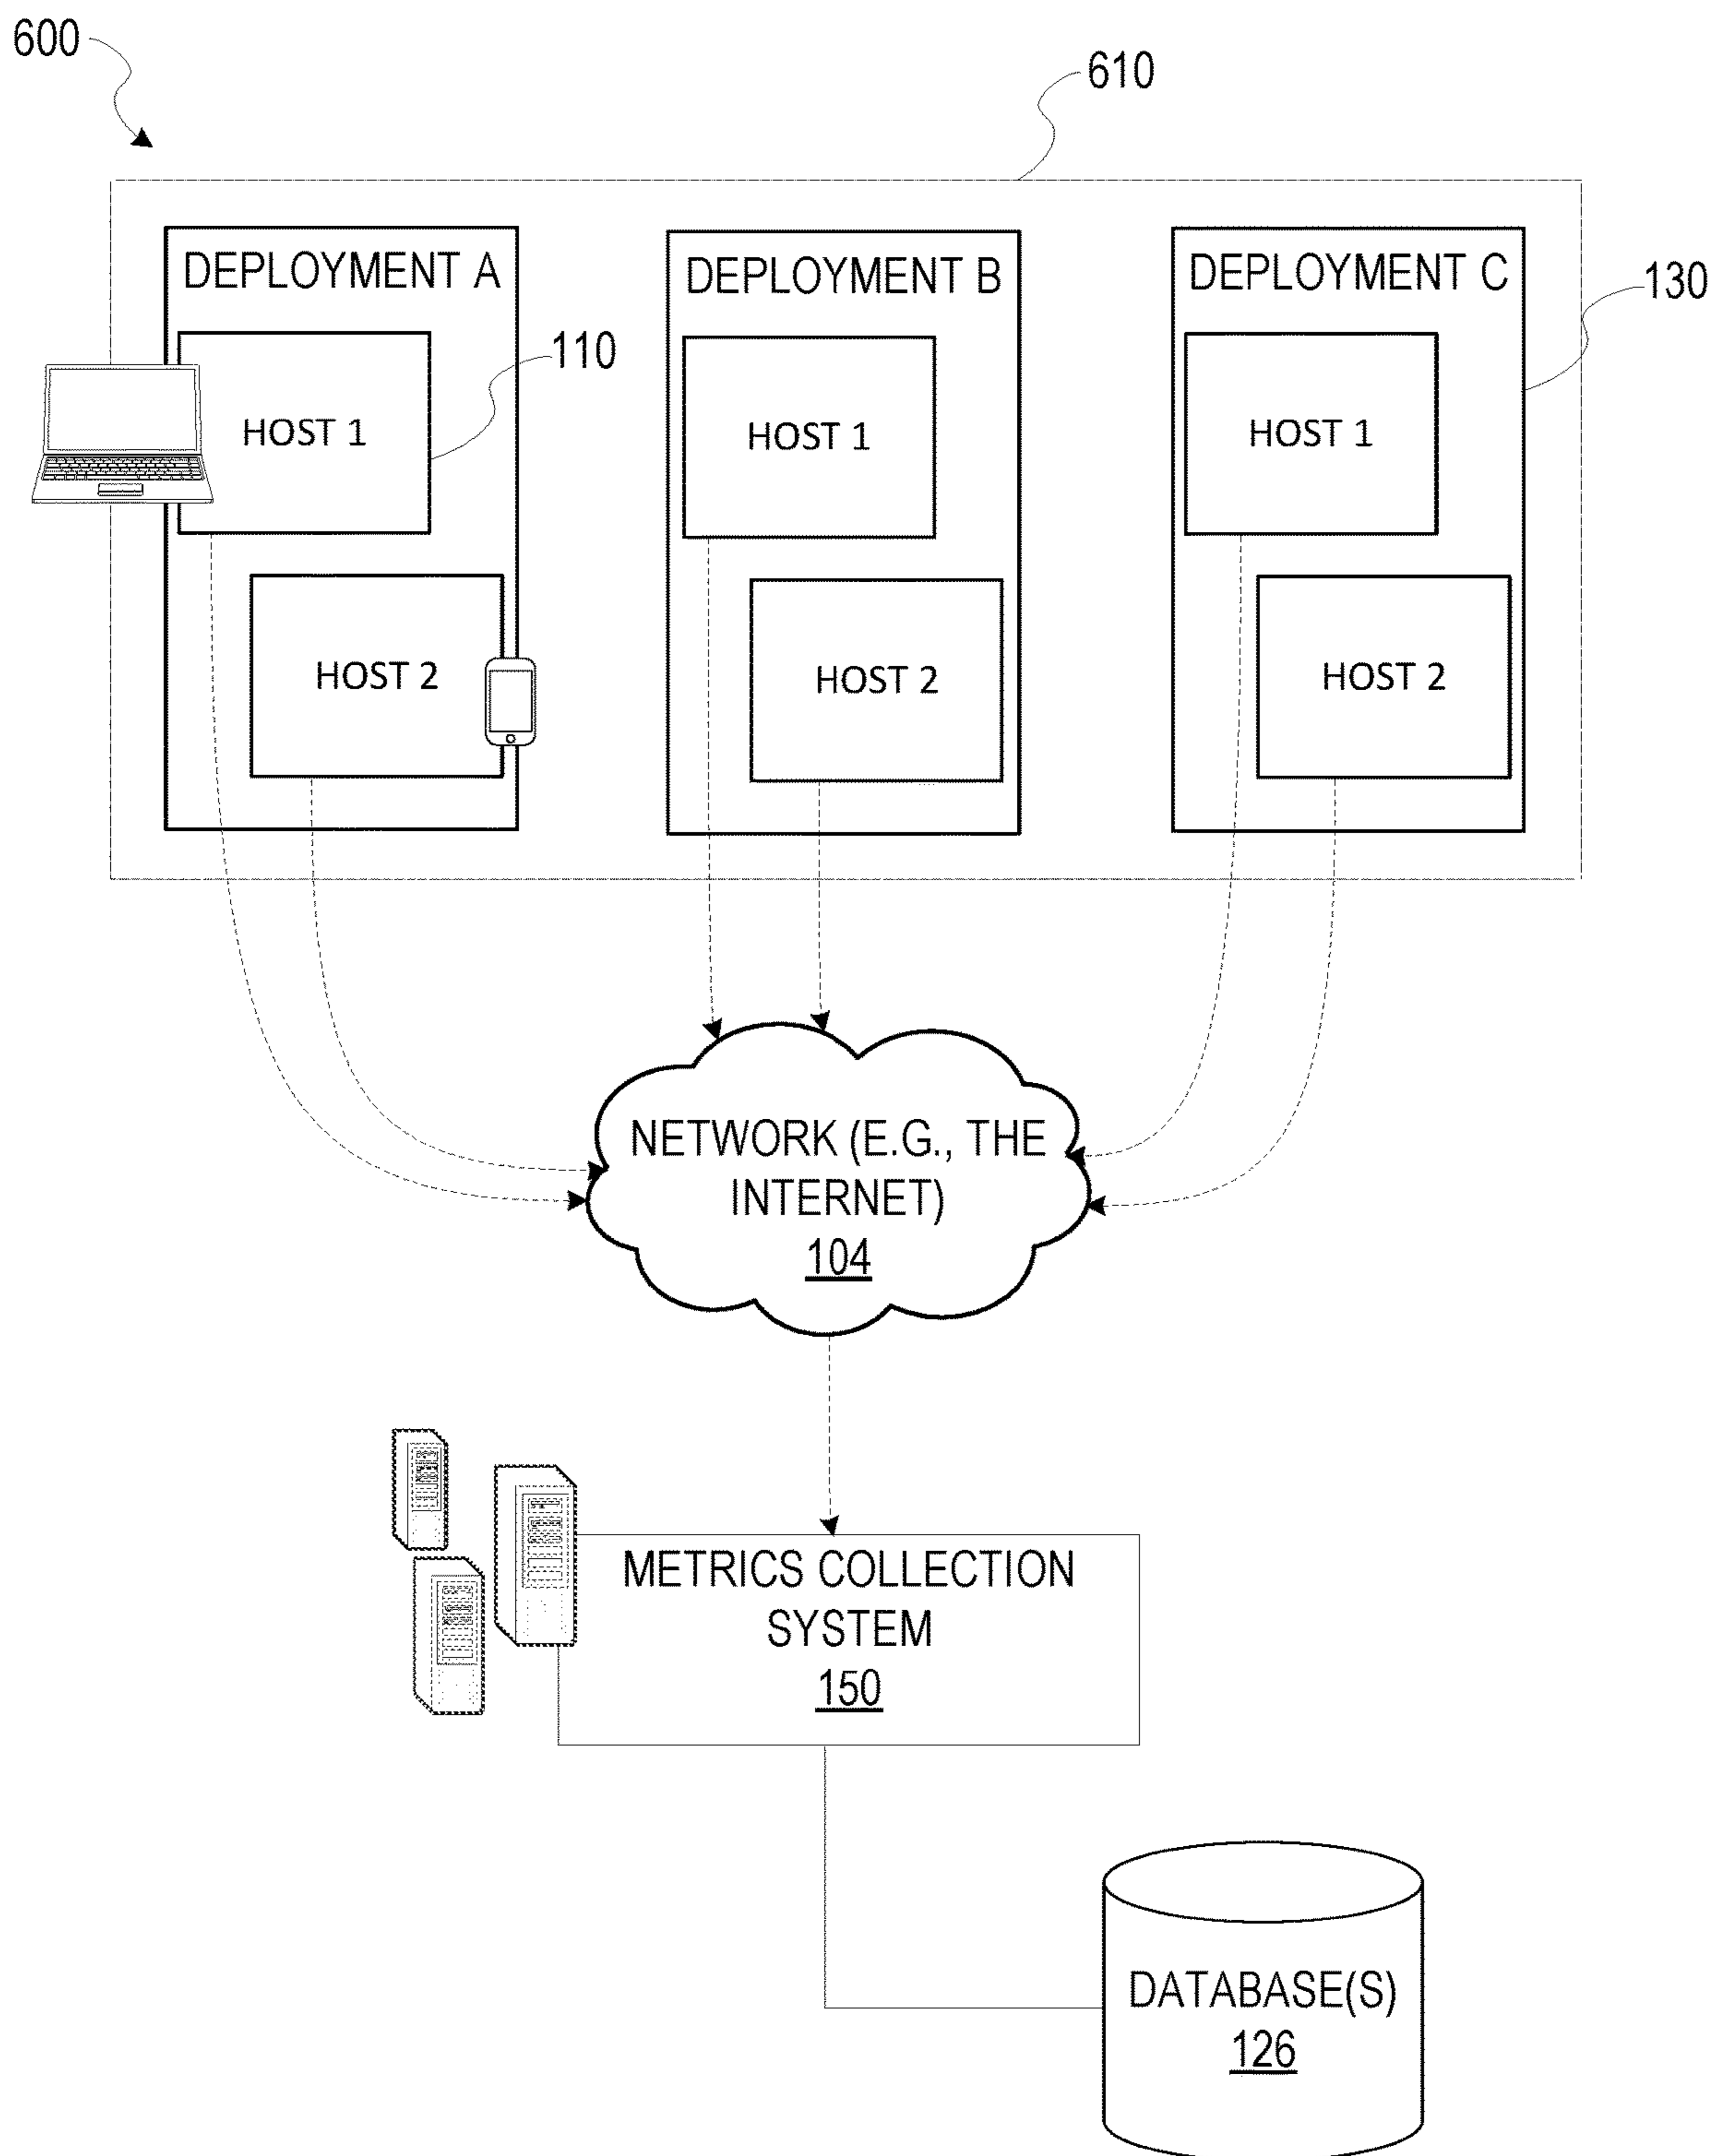 600
610
DEPLOYMENT A
DEPLOYMENT B
DEPLOYMENT C
130
110
HOST 1
HOST 1
HOST 1
HOST 2
HOST 2
HOST 2
NETWORK (E.G., THE
INTERNET)
104
METRICS COLLECTION
SYSTEM
150
DATABASE(S)
126